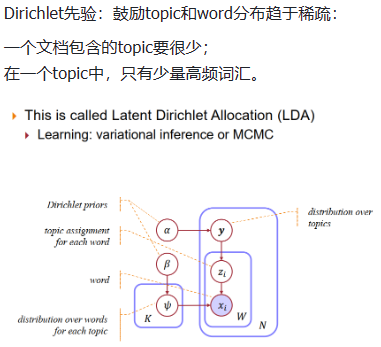 Dirichlet先验：鼓励topic和word分布趋于稀疏：
一个文档包含的topic要很少；
在一个topic中，只有少量高频词汇。
This is called Latent Dirichlet Allocation (LDA)
Learning: variational inference or MCMC
Dirichlet priors
topic assignment
for each word
word
distribution over words
for each topic
α
β
ψ
K
y
z_i
x_i
W
N
distribution over
topics